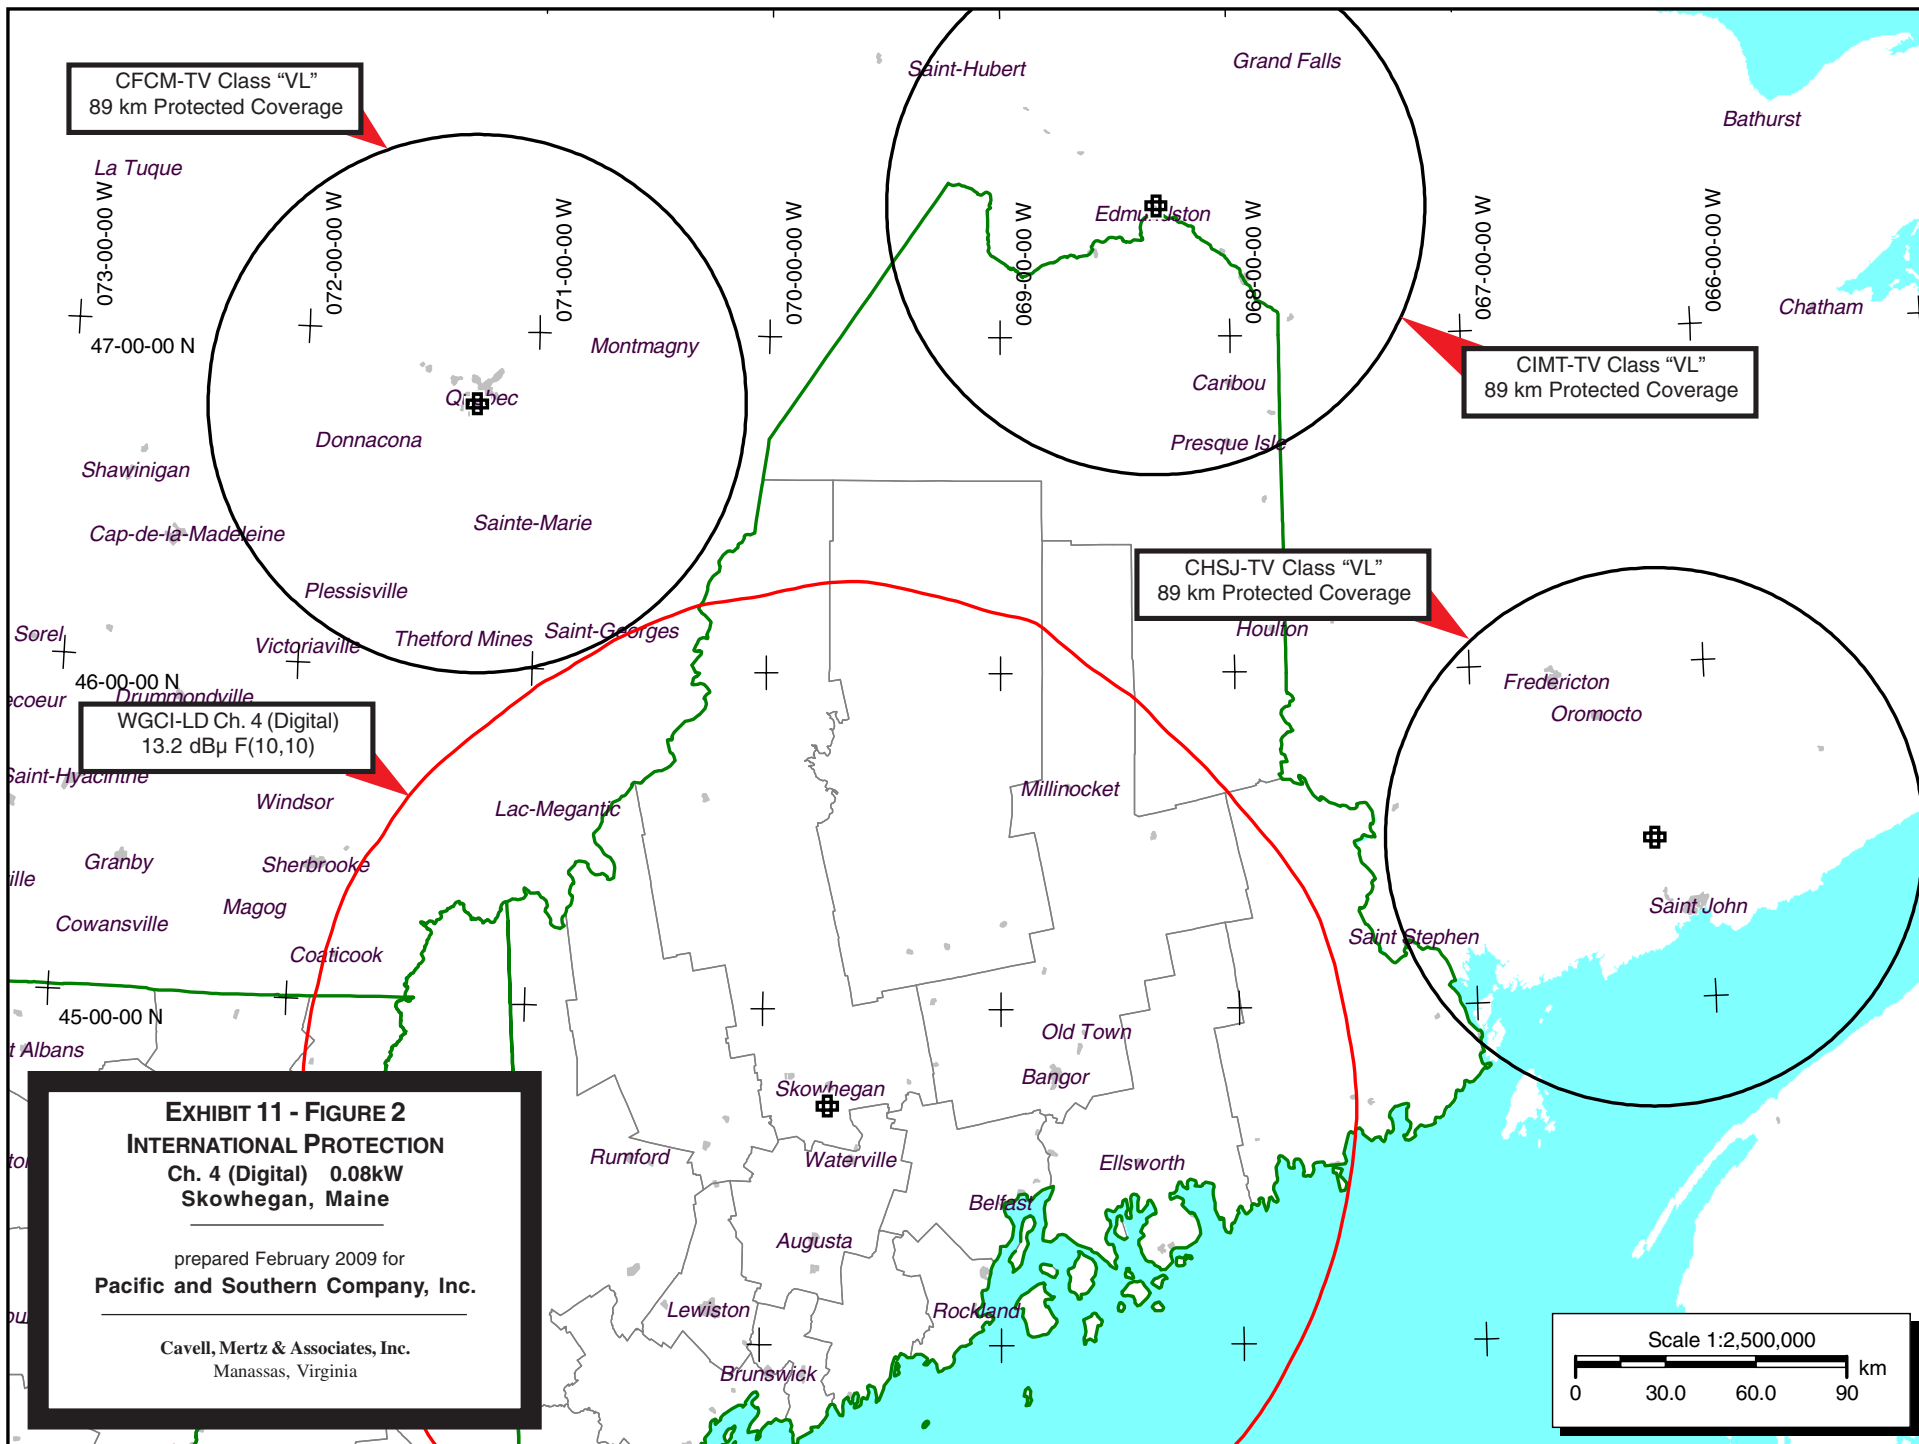 Saint-Hubert
Grand Falls
CFCM-TV Class “VL”
89 km Protected Coverage
Bathurst
La Tuque
073-00-00 W
072-00-00 W
071-00-00 W
070-00-00 W
069-00-00 W
068-00-00 W
067-00-00 W
066-00-00 W
Chatham
47-00-00 N
Montmagny
CIMT-TV Class “VL”
89 km Protected Coverage
Caribou
Donnacona
Presque Isle
Shawinigan
Sainte-Marie
Cap-de-la-Madeleine
CHSJ-TV Class “VL”
89 km Protected Coverage
Plessisville
Sorel
Victoriaville
Thetford Mines
Saint-Georges
Houlton
46-00-00 N
Fredericton
Oromocto
ecoeur
Drummondville
WGCI-LD Ch. 4 (Digital)
13.2 dBµ F(10,10)
Saint-Hyacinthe
Windsor
Lac-Megantic
Millinocket
Granby
Sherbrooke
ille
Magog
Saint John
Cowansville
Saint Stephen
Coaticook
45-00-00 N
Old Town
t Albans
Bangor
Skowhegan
EXHIBIT 11 - FIGURE 2
INTERNATIONAL PROTECTION
Ch. 4 (Digital) 0.08kW
Skowhegan, Maine
prepared February 2009 for
Pacific and Southern Company, Inc.
Cavell, Mertz & Associates, Inc.
Manassas, Virginia
Rumford
Waterville
Ellsworth
Belfast
Augusta
Lewiston
Rockland
Brunswick
Scale 1:2,500,000
km
0 30.0 60.0 90